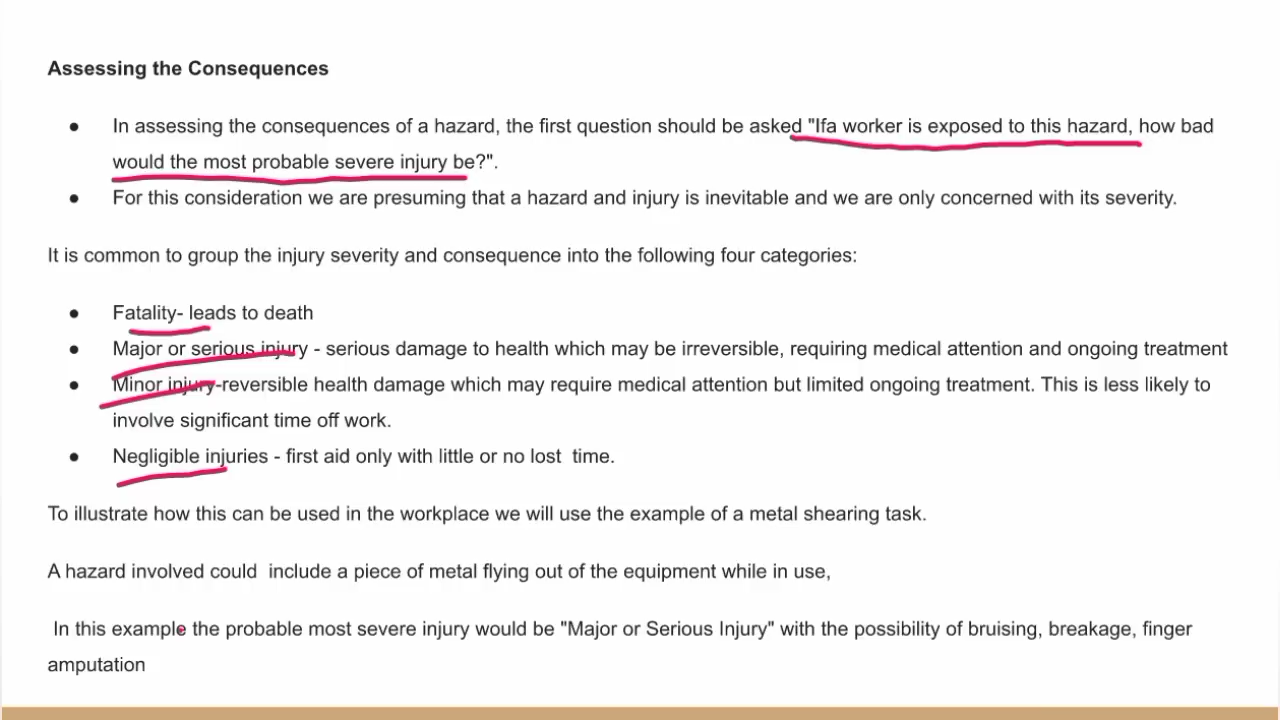 Assessing the Consequences
● In assessing the consequences of a hazard, the first question should be asked "Ifa worker is exposed to this hazard, how bad
would the most probable severe injury be?".
● For this consideration we are presuming that a hazard and injury is inevitable and we are only concerned with its severity.
It is common to group the injury severity and consequence into the following four categories:
● Fatality- leads to death
● Major or serious injury - serious damage to health which may be irreversible, requiring medical attention and ongoing treatment
● Minor injury-reversible health damage which may require medical attention but limited ongoing treatment. This is less likely to
involve significant time off work.
● Negligible injuries - first aid only with little or no lost  time.
To illustrate how this can be used in the workplace we will use the example of a metal shearing task.
A hazard involved could  include a piece of metal flying out of the equipment while in use,
In this example the probable most severe injury would be "Major or Serious Injury" with the possibility of bruising, breakage, finger
amputation